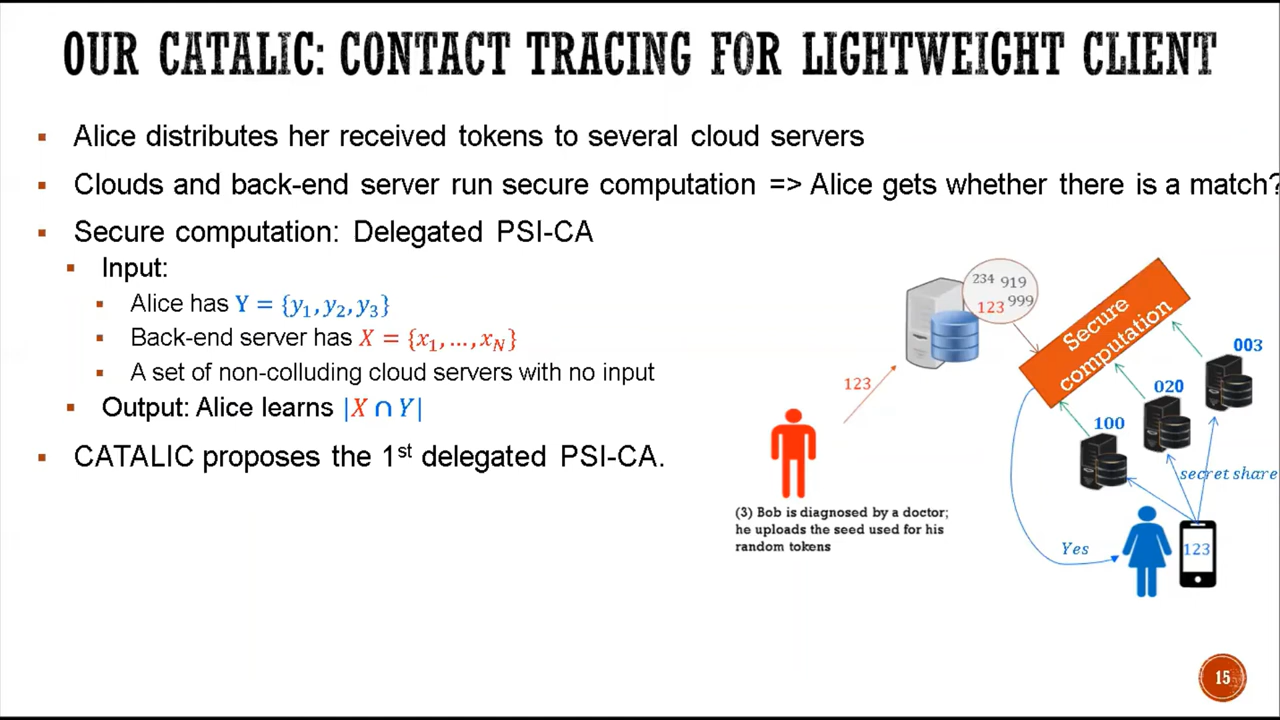 OUR CATALIC: CONTACT TRACING FOR LIGHTWEIGHT CLIENT
▪ Alice distributes her received tokens to several cloud servers
▪ Clouds and back-end server run secure computation => Alice gets whether there is a match?
▪ Secure computation: Delegated PSI-CA
▪ Input:
▪ Alice has Y = {y₁, y₂, y₃}
▪ Back-end server has X = {x₁, ..., x_N}
▪ A set of non-colluding cloud servers with no input
▪ Output: Alice learns |X ∩ Y|
▪ CATALIC proposes the 1st delegated PSI-CA.
234 919
123 999
Secure
computation
003
020
100
123
secret share
(3) Bob is diagnosed by a doctor;
he uploads the seed used for his
random tokens
Yes
123
15